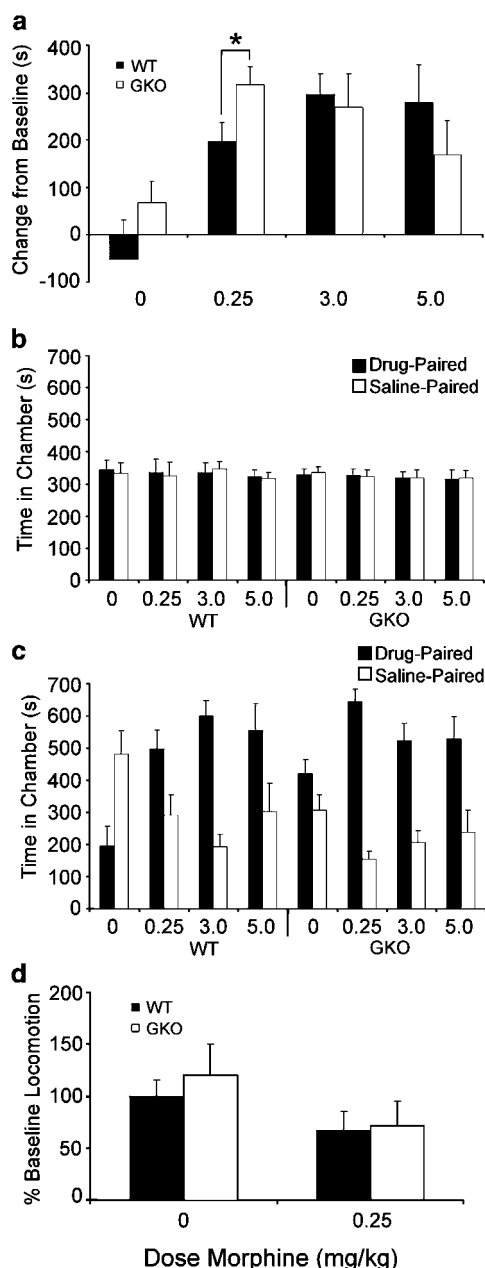 a
Change from Baseline (s)
400
300
200
100
0
-100
WT
GKO
*
0 0.25 3.0 5.0
b
Time in Chamber (s)
700
600
500
400
300
200
100
0
Drug-Paired
Saline-Paired
0 0.25 3.0 5.0 0 0.25 3.0 5.0
WT GKO
c
Time in Chamber (s)
700
600
500
400
300
200
100
0
Drug-Paired
Saline-Paired
0 0.25 3.0 5.0 0 0.25 3.0 5.0
WT GKO
d
% Baseline Locomotion
200
150
100
50
0
WT
GKO
0 0.25
Dose Morphine (mg/kg)